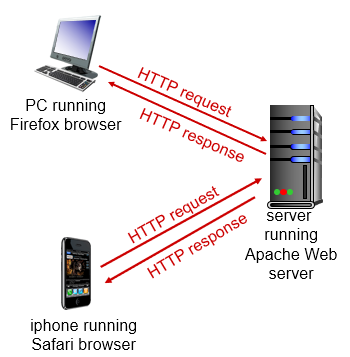 HTTP request
HTTP response
PC running
Firefox browser
server
running
Apache Web
server
HTTP request
HTTP response
iphone running
Safari browser